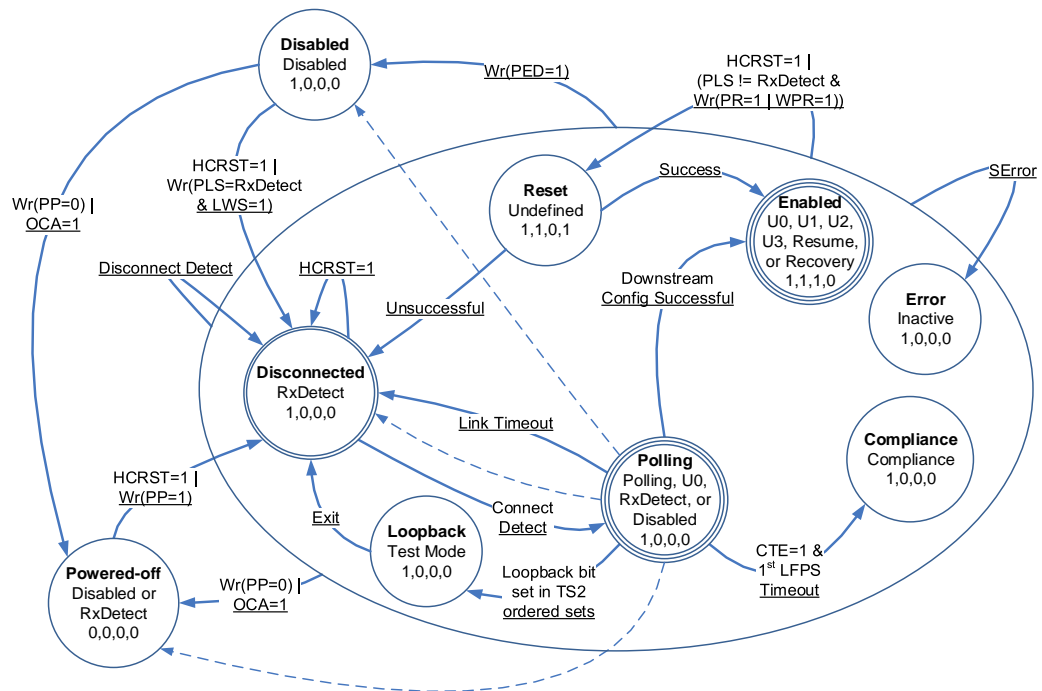 Disabled
Disabled
1,0,0,0
Wr(PED=1)
HCRST=1 |
(PLS != RxDetect &
Wr(PR=1 | WPR=1))
HCRST=1 |
Wr(PLS=RxDetect
& LWS=1)
Wr(PP=0) |
OCA=1
Reset
Undefined
1,1,0,1
Success
Enabled
U0, U1, U2,
U3, Resume,
or Recovery
1,1,1,0
SError
Disconnect Detect
HCRST=1
Unsuccessful
Downstream
Config Successful
Error
Inactive
1,0,0,0
Disconnected
RxDetect
1,0,0,0
Link Timeout
Compliance
Compliance
1,0,0,0
Polling
Polling, U0,
RxDetect, or
Disabled
1,0,0,0
HCRST=1 |
Wr(PP=1)
Exit
Connect
Detect
Loopback
Test Mode
1,0,0,0
CTE=1 &
1st LFPS
Timeout
Loopback bit
set in TS2
ordered sets
Powered-off
Disabled or
RxDetect
0,0,0,0
Wr(PP=0) |
OCA=1